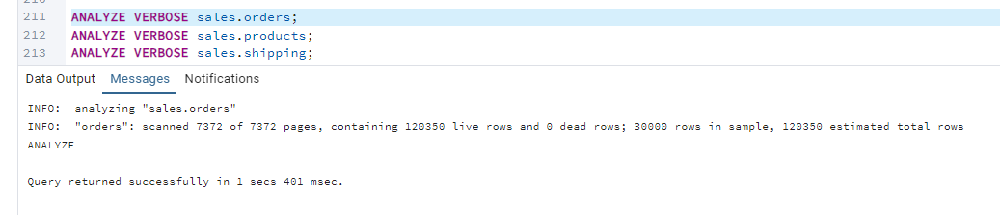 211 ANALYZE VERBOSE sales.orders;
212 ANALYZE VERBOSE sales.products;
213 ANALYZE VERBOSE sales.shipping;
Data Output Messages Notifications
INFO:  analyzing "sales.orders"
INFO:  "orders": scanned 7372 of 7372 pages, containing 120350 live rows and 0 dead rows; 30000 rows in sample, 120350 estimated total rows
ANALYZE
Query returned successfully in 1 secs 401 msec.